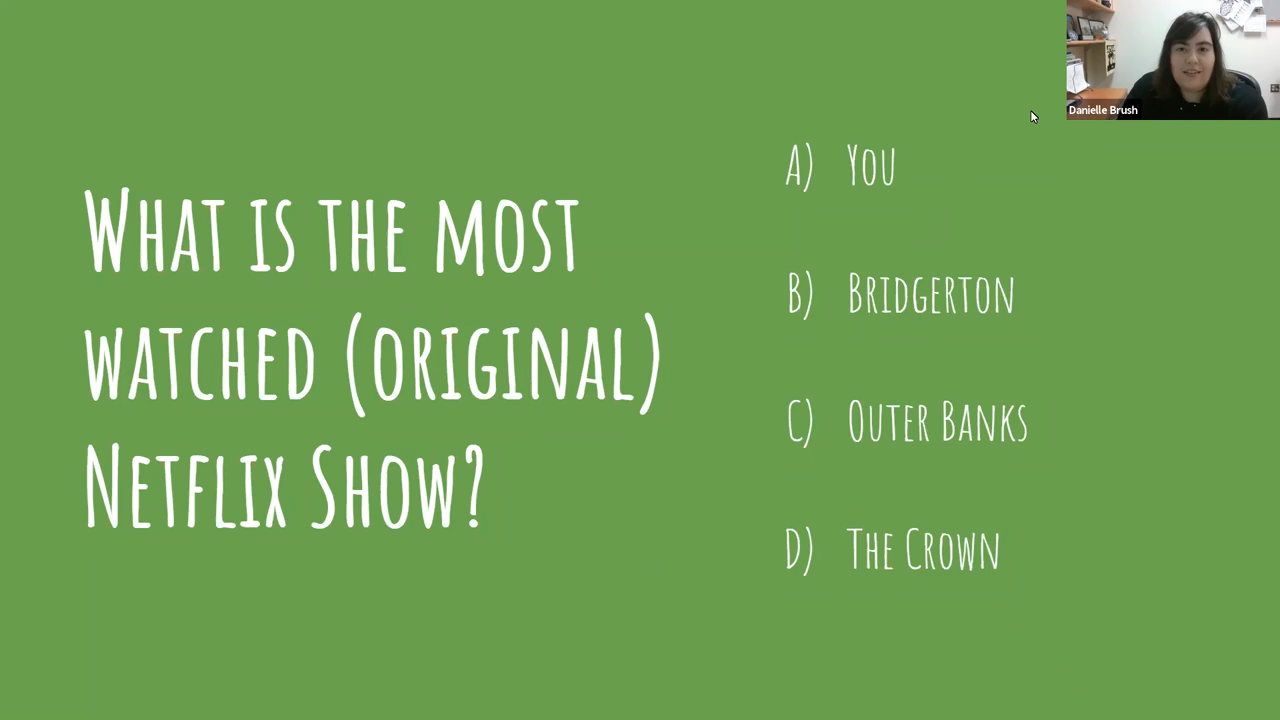 Danielle Brush
What is the most
watched (original)
Netflix Show?
A) You
B) Bridgerton
C) Outer Banks
D) The Crown